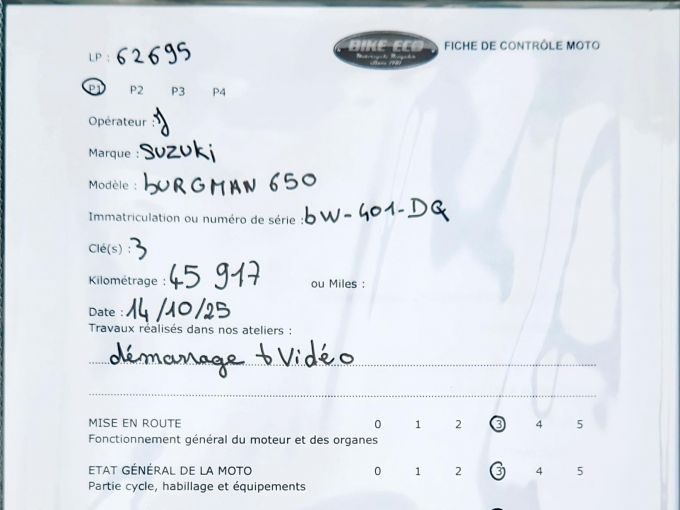 LP : 62695
BIKE ECO
FICHE DE CONTRÔLE MOTO
P1 P2 P3 P4
Opérateur : J
Marque : SUZUKi
Modèle : bURGMAN 650
Immatriculation ou numéro de série : bW-401-DQ
Clé(s) : 3
Kilométrage : 45 917 ou Miles :
Date : 14/10/25
Travaux réalisés dans nos ateliers :
démarrage + Vidéo
MISE EN ROUTE 0 1 2 3 4 5
Fonctionnement général du moteur et des organes
ETAT GÉNÉRAL DE LA MOTO 0 1 2 3 4 5
Partie cycle, habillage et équipements